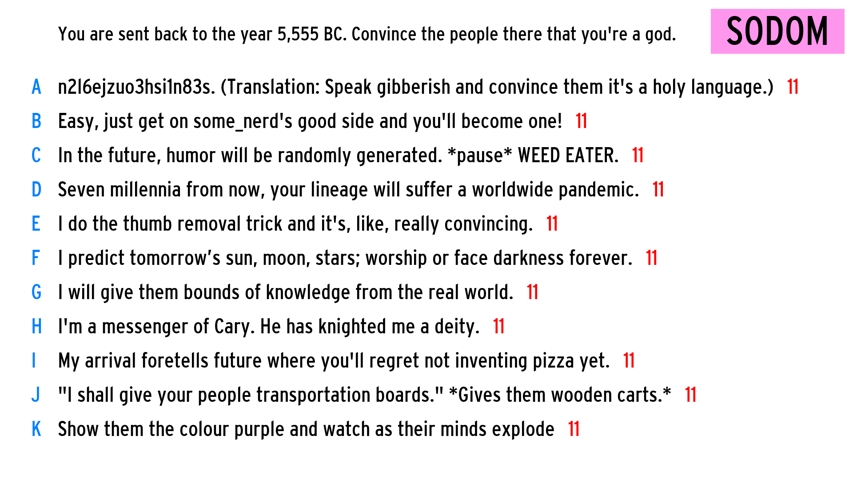 You are sent back to the year 5,555 BC. Convince the people there that you're a god.
SODOM
A n2l6ejzuo3hsi1n83s. (Translation: Speak gibberish and convince them it's a holy language.) 11
B Easy, just get on some_nerd's good side and you'll become one! 11
C In the future, humor will be randomly generated. *pause* WEED EATER. 11
D Seven millennia from now, your lineage will suffer a worldwide pandemic. 11
E I do the thumb removal trick and it's, like, really convincing. 11
F I predict tomorrow’s sun, moon, stars; worship or face darkness forever. 11
G I will give them bounds of knowledge from the real world. 11
H I'm a messenger of Cary. He has knighted me a deity. 11
I My arrival foretells future where you'll regret not inventing pizza yet. 11
J "I shall give your people transportation boards." *Gives them wooden carts.* 11
K Show them the colour purple and watch as their minds explode 11